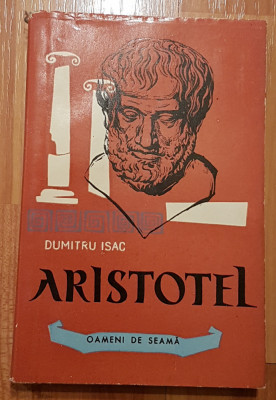 DUMITRU ISAC
ARISTOTEL
OAMENI DE SEAMĂ